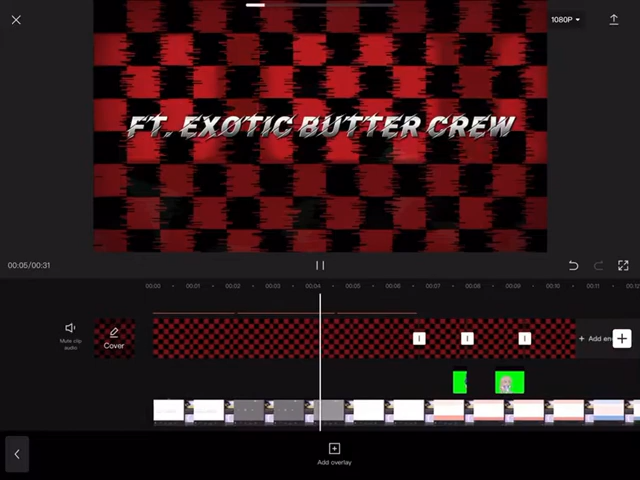 1080P
FT. EXOTIC BUTTER CREW
00:05/00:31
00:00 00:01 00:02 00:03 00:04 00:05 00:06 00:07 00:08 00:09 00:10 00:11 00:12
Mute clip
audio
Cover
+ Add en
Add overlay